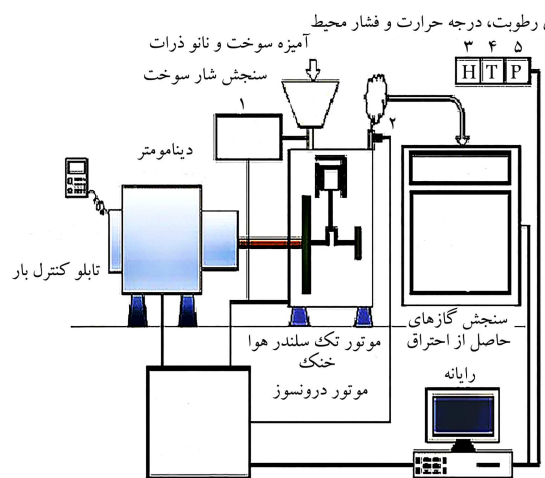 رطوبت، درجه حرارت و فشار محیط
۳ ۴ ۵
H T P
آمیزه سوخت و نانو ذرات
سنجش شار سوخت
۱
۲
دینامومتر
تابلو کنترل بار
سنجش گازهای
حاصل از احتراق
موتور تک سلندر هوا
خنک
موتور درونسوز
رایانه